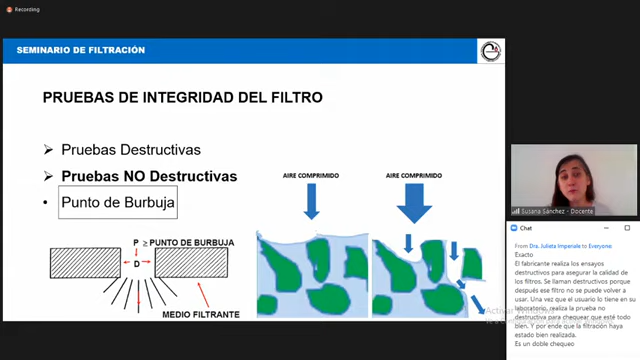 Recording
SEMINARIO DE FILTRACIÓN
PRUEBAS DE INTEGRIDAD DEL FILTRO
Pruebas Destructivas
Pruebas NO Destructivas
Punto de Burbuja
AIRE COMPRIMIDO
AIRE COMPRIMIDO
P ≥ PUNTO DE BURBUJA
D
MEDIO FILTRANTE
Susana Sánchez - Docente
Chat
From Dra. Julieta Imperiale to Everyone
Exacto
El fabricante realiza los ensayos
destructivos para asegurar la calidad de
los filtros. Se llaman destructivos porque
después ese filtro no se puede volver a
usar. Una vez que el usuario lo tiene en su
laboratorio, realiza la prueba no
destructiva para chequear que esté todo
bien. Y por ende que la filtración haya
estado bien realizada.
Es un doble chequeo